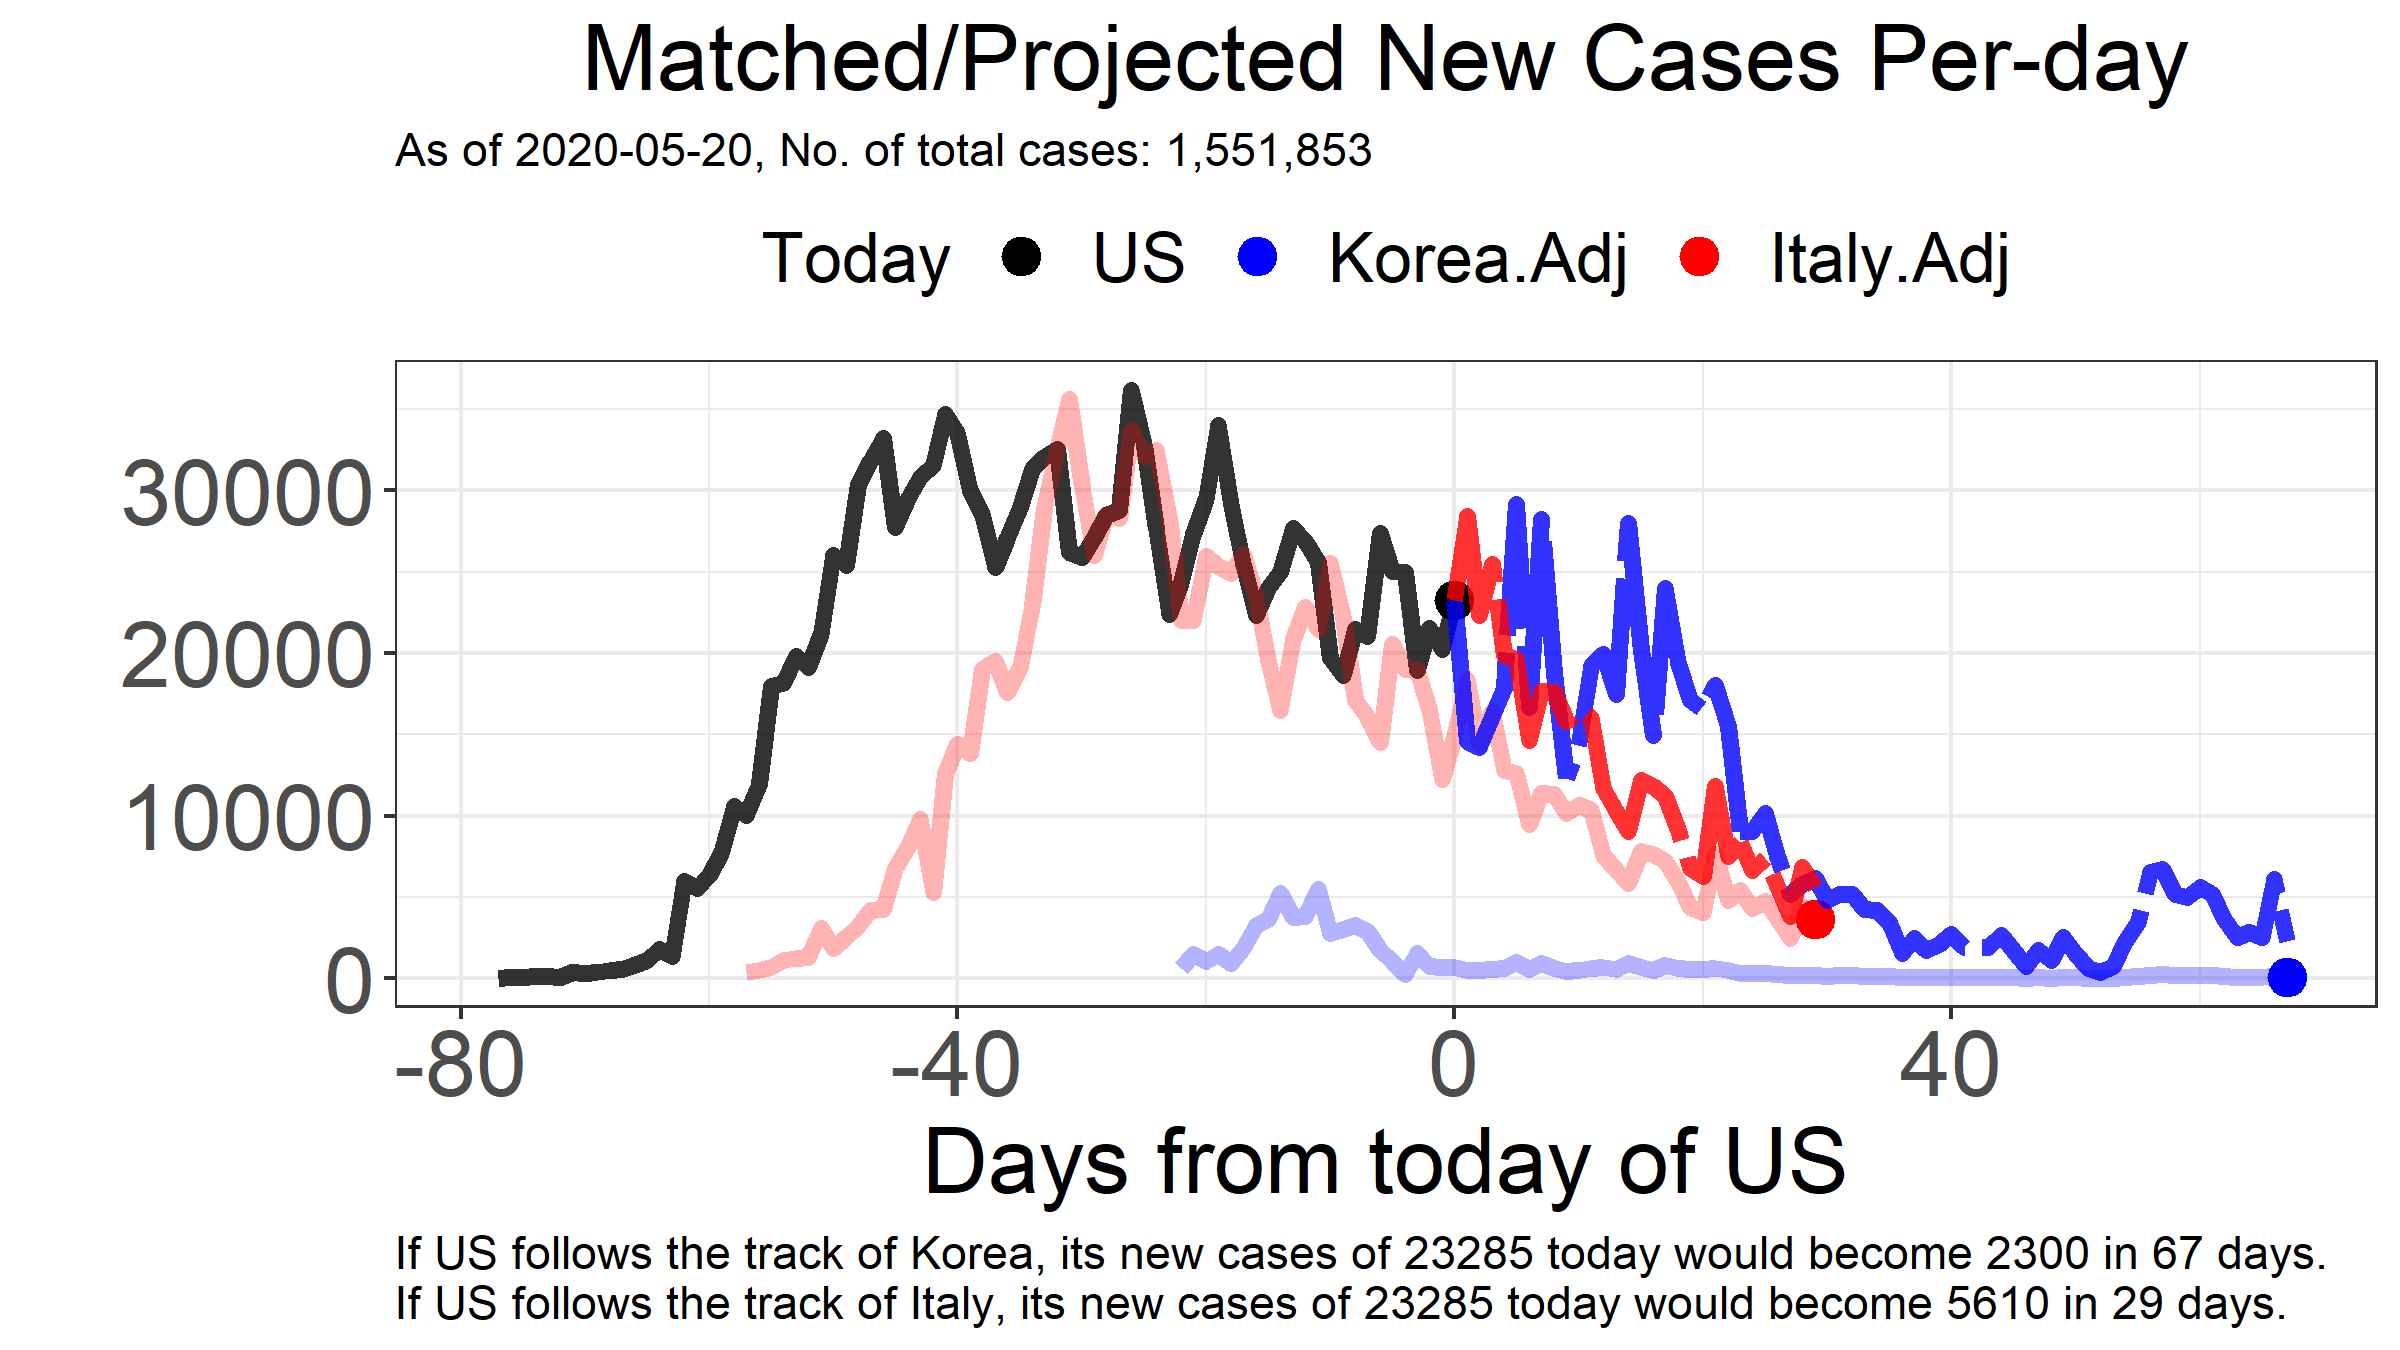 Matched/Projected New Cases Per-day
As of 2020-05-20, No. of total cases: 1,551,853
Today US Korea.Adj Italy.Adj
30000
20000
10000
0
-80 -40 0 40
Days from today of US
If US follows the track of Korea, its new cases of 23285 today would become 2300 in 67 days.
If US follows the track of Italy, its new cases of 23285 today would become 5610 in 29 days.